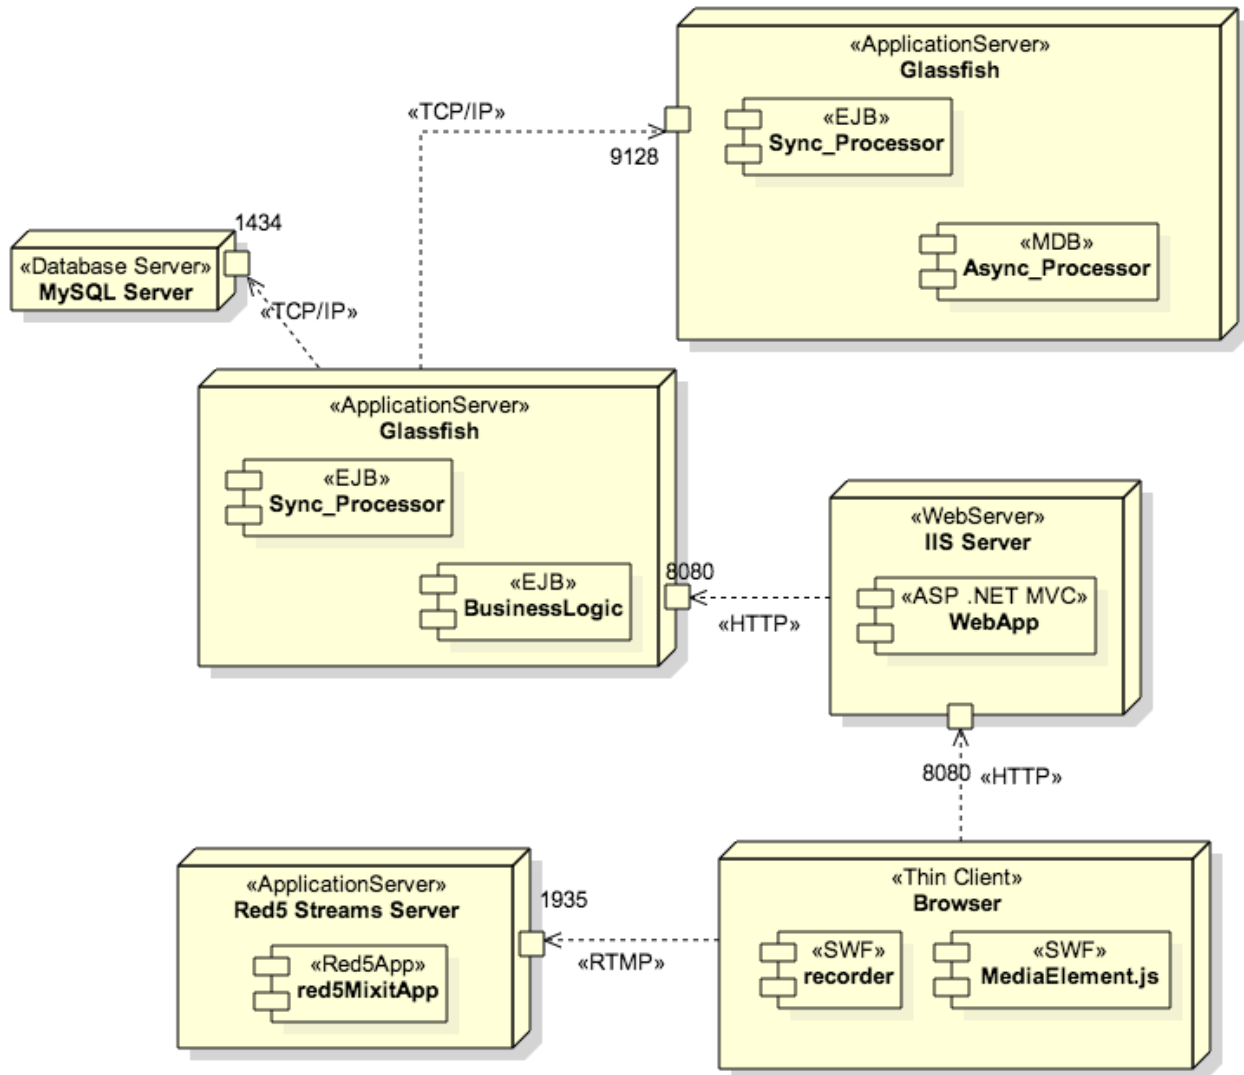 «ApplicationServer»
Glassfish
«TCP/IP»
9128
«EJB»
Sync_Processor
«MDB»
Async_Processor
1434
«Database Server»
MySQL Server
«TCP/IP»
«ApplicationServer»
Glassfish
«EJB»
Sync_Processor
«EJB»
BusinessLogic
8080
«HTTP»
«WebServer»
IIS Server
«ASP .NET MVC»
WebApp
8080
«HTTP»
«ApplicationServer»
Red5 Streams Server
«Red5App»
red5MixitApp
1935
«RTMP»
«Thin Client»
Browser
«SWF»
recorder
«SWF»
MediaElement.js